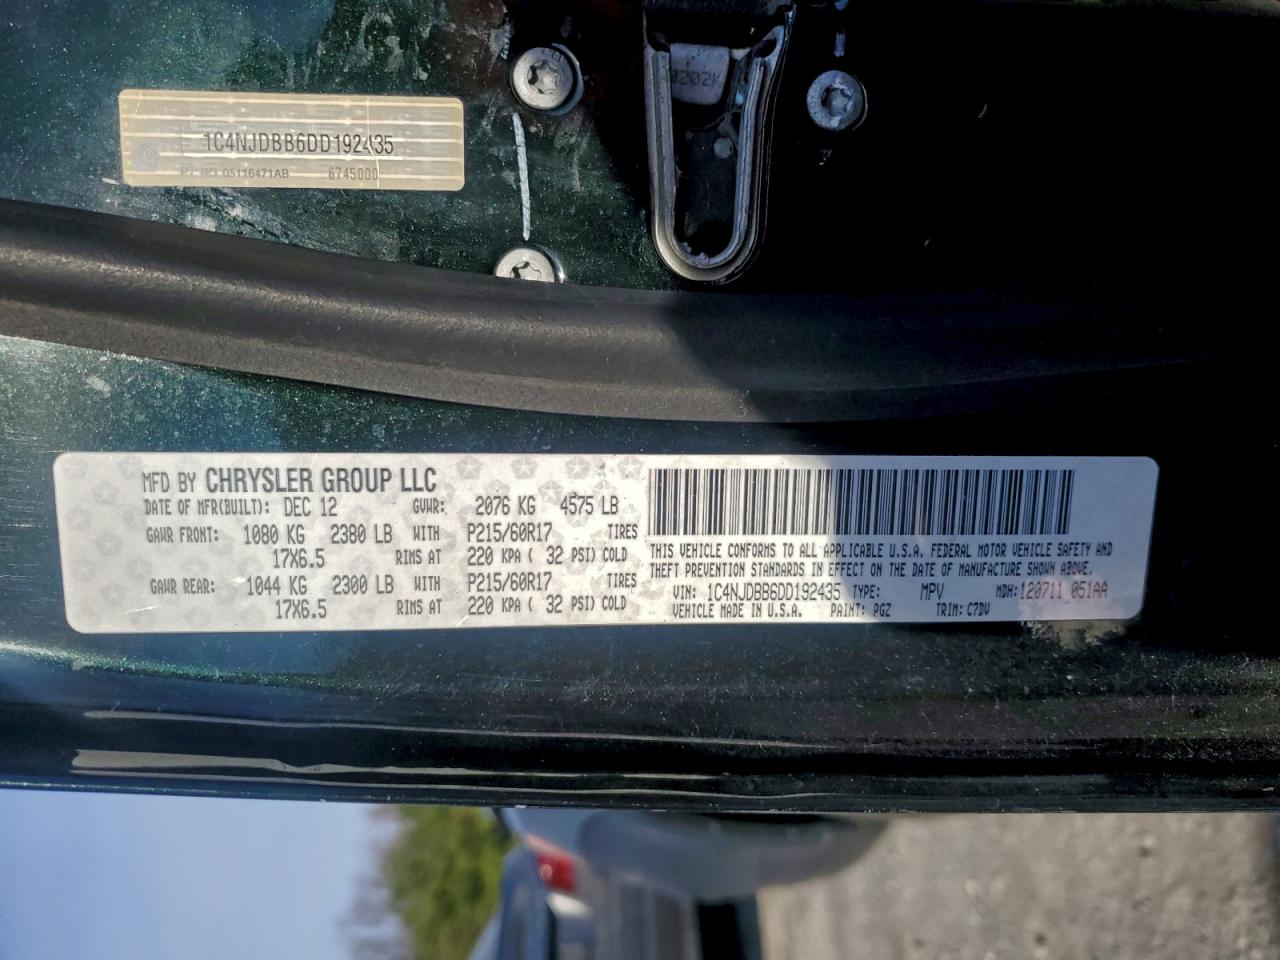 0202K
1C4NJDBB6DD192435
PT NO. 05116471AB 6745000
MFD BY CHRYSLER GROUP LLC
DATE OF MFR(BUILT): DEC 12 GVWR: 2076 KG 4575 LB
GAWR FRONT: 1080 KG 2380 LB WITH P215/60R17 TIRES
17X6.5 RIMS AT 220 KPA ( 32 PSI) COLD
GAWR REAR: 1044 KG 2300 LB WITH P215/60R17 TIRES
17X6.5 RIMS AT 220 KPA ( 32 PSI) COLD
THIS VEHICLE CONFORMS TO ALL APPLICABLE U.S.A. FEDERAL MOTOR VEHICLE SAFETY AND
THEFT PREVENTION STANDARDS IN EFFECT ON THE DATE OF MANUFACTURE SHOWN ABOVE.
VIN: 1C4NJDBB6DD192435 TYPE: MPV MDH: 120711 051AA
VEHICLE MADE IN U.S.A. PAINT: PGZ TRIM: C7DV